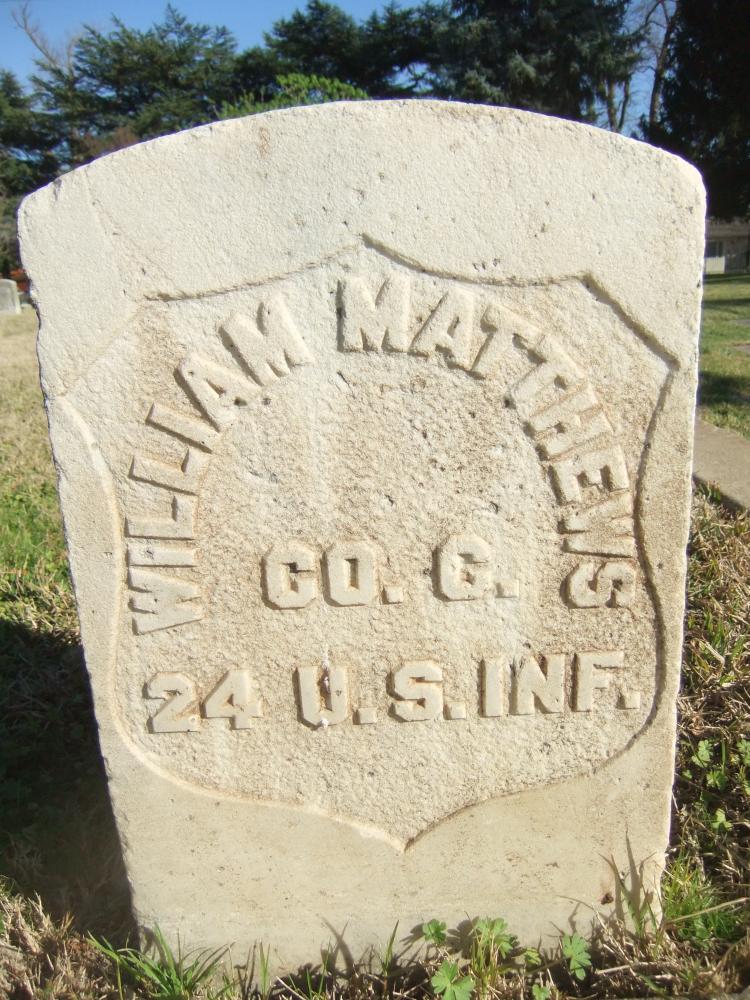 WILLIAM MATTHEWS
CO. G.
24 U.S. INF.